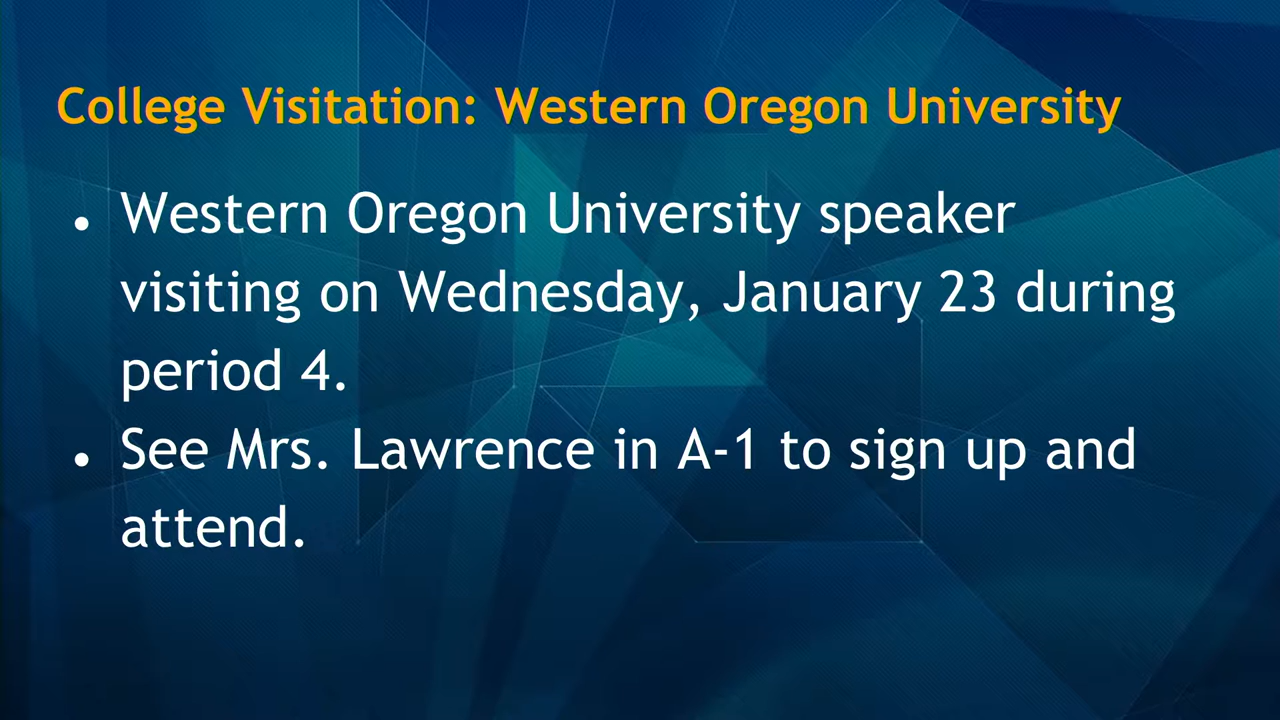 College Visitation: Western Oregon University
• Western Oregon University speaker
visiting on Wednesday, January 23 during
period 4.
• See Mrs. Lawrence in A-1 to sign up and
attend.